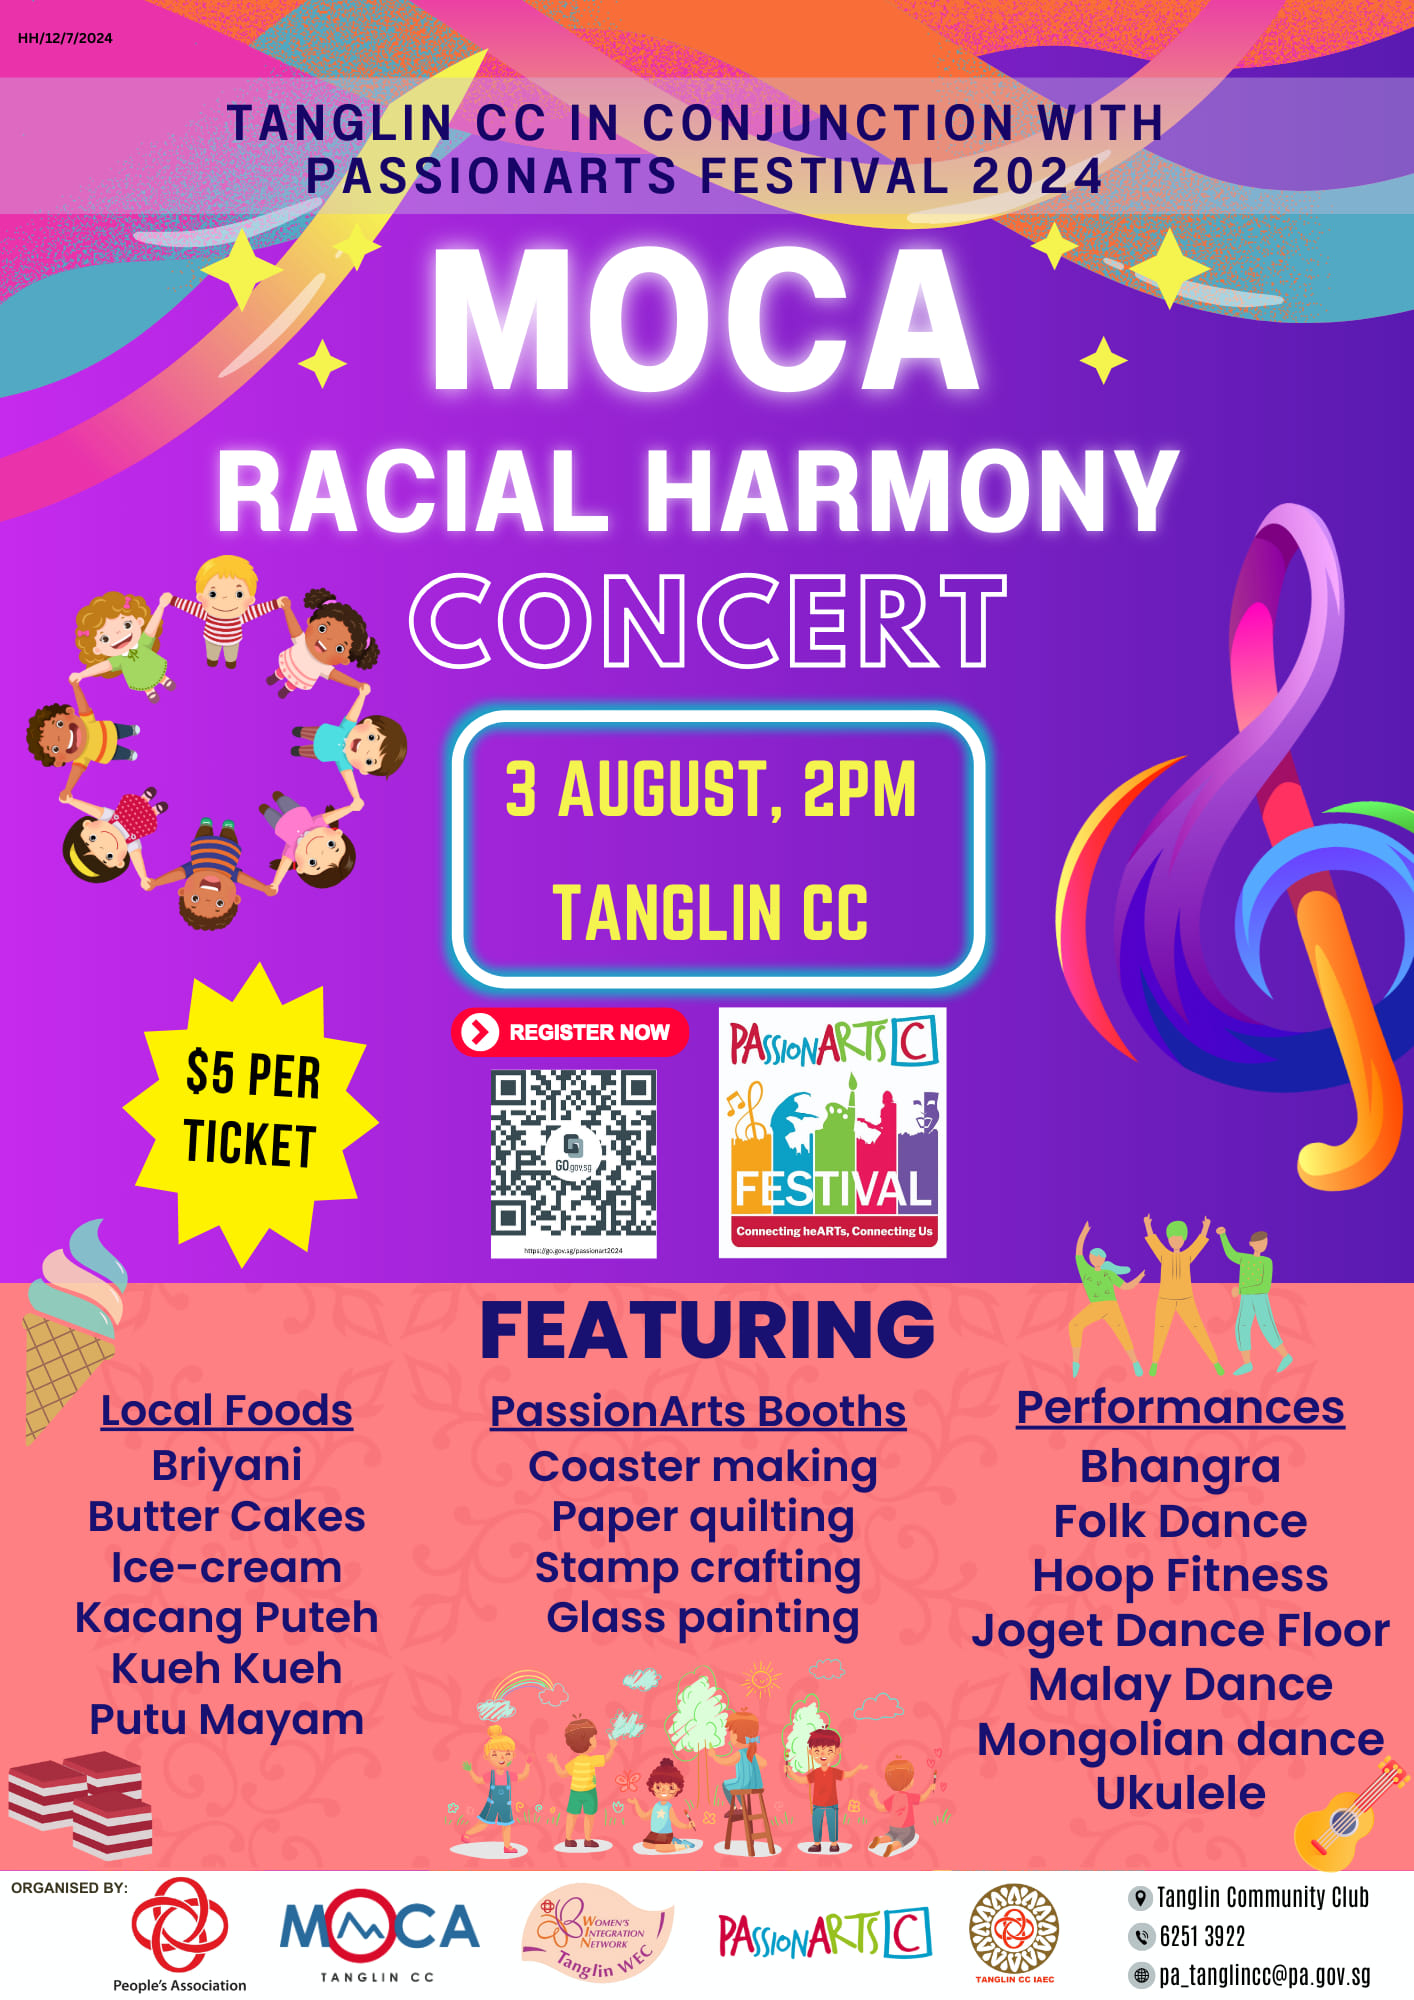 HH/12/7/2024
TANGLIN CC IN CONJUNCTION WITH
PASSIONARTS FESTIVAL 2024
MOCA
RACIAL HARMONY
CONCERT
3 AUGUST, 2PM
TANGLIN CC
$5 PER
TICKET
REGISTER NOW
GO.gov.sg
https://go.gov.sg/passionart2024
PASSIONARTS C
FESTIVAL
Connecting heARTs, Connecting Us
FEATURING
Local Foods
Briyani
Butter Cakes
Ice-cream
Kacang Puteh
Kueh Kueh
Putu Mayam
PassionArts Booths
Coaster making
Paper quilting
Stamp crafting
Glass painting
Performances
Bhangra
Folk Dance
Hoop Fitness
Joget Dance Floor
Malay Dance
Mongolian dance
Ukulele
ORGANISED BY:
People's Association
MOCA
TANGLIN CC
WOMEN'S
INTEGRATION
NETWORK
Tanglin WEC
PASSIONARTS C
TANGLIN CC IAEC
Tanglin Community Club
6251 3922
pa_tanglincc@pa.gov.sg